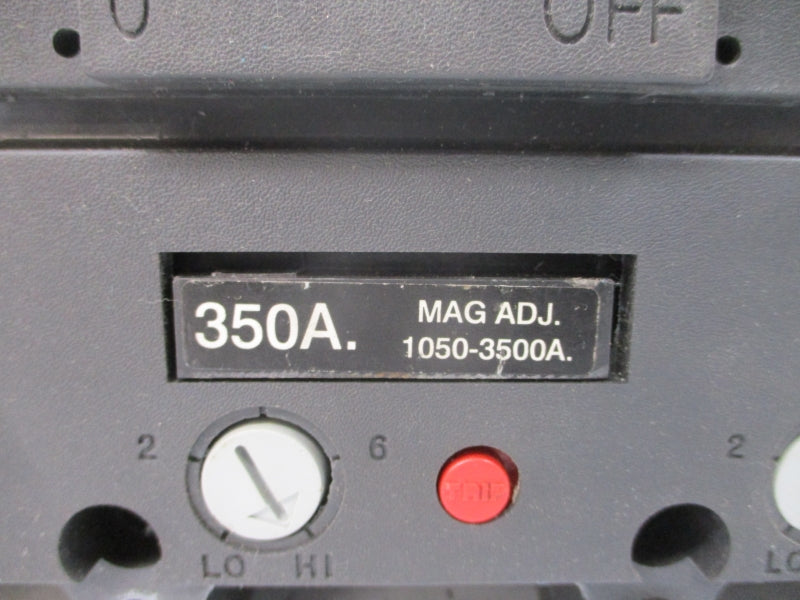 O OFF
350A. MAG ADJ.
1050-3500A.
2 6 2
LO HI LO